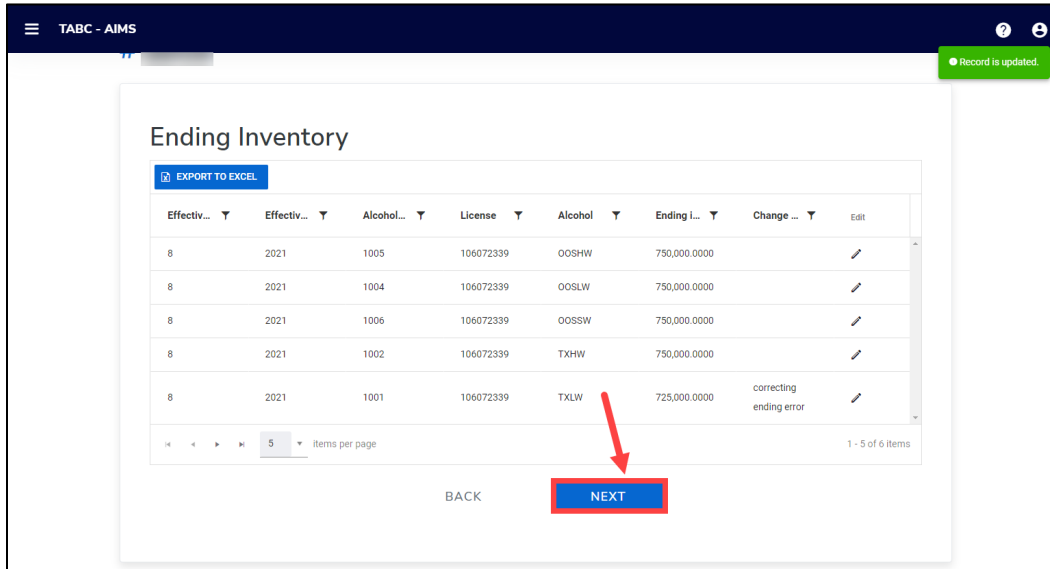 TABC - AIMS
Record is updated.
#
Ending Inventory
EXPORT TO EXCEL
Effectiv... Effectiv... Alcohol... License Alcohol Ending i... Change ... Edit
8 2021 1005 106072339 OOSHW 750,000.0000
8 2021 1004 106072339 OOSLW 750,000.0000
8 2021 1006 106072339 OOSSW 750,000.0000
8 2021 1002 106072339 TXHW 750,000.0000
8 2021 1001 106072339 TXLW 725,000.0000 correcting
ending error
5 items per page 1 - 5 of 6 items
BACK NEXT